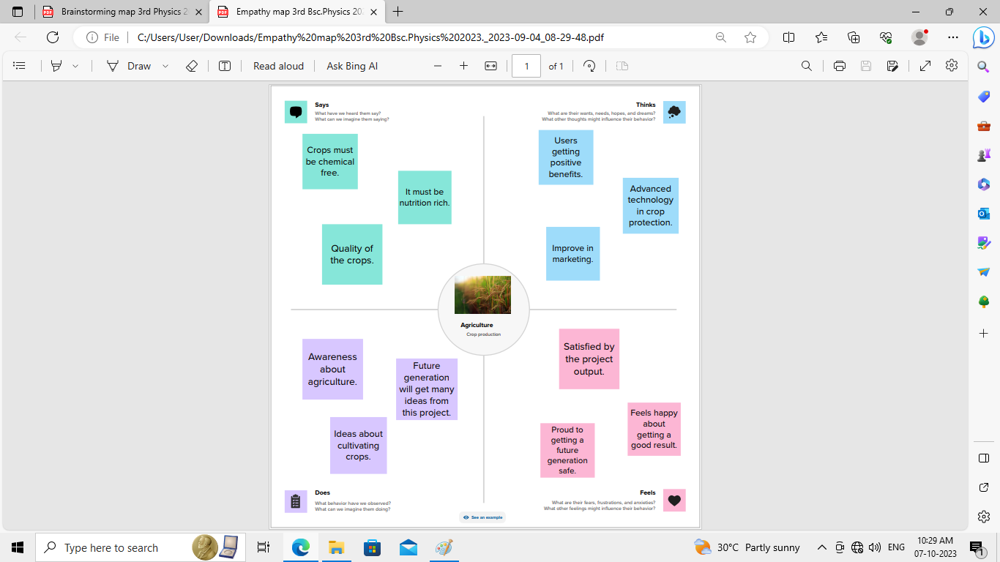 Brainstorming map 3rd Physics 2
Empathy map 3rd Bsc.Physics 202
File
C:/Users/User/Downloads/Empathy%20map%203rd%20Bsc.Physics%202023._2023-09-04_08-29-48.pdf
Draw
Read aloud
Ask Bing AI
1
of 1
Says
What have we heard them say?
What can we imagine them saying?
Thinks
What are their wants, needs, hopes, and dreams?
What other thoughts might influence their behavior?
Crops must
be chemical
free.
It must be
nutrition rich.
Quality of
the crops.
Users
getting
positive
benefits.
Advanced
technology
in crop
protection.
Improve in
marketing.
Agriculture
Crop production
Awareness
about
agriculture.
Future
generation
will get many
ideas from
this project.
Ideas about
cultivating
crops.
Satisfied by
the project
output.
Feels happy
about
getting a
good result.
Proud to
getting a
future
generation
safe.
Does
What behavior have we observed?
What can we imagine them doing?
Feels
What are their fears, frustrations, and anxieties?
What other feelings might influence their behavior?
See an example
Type here to search
30°C Partly sunny
ENG
10:29 AM
07-10-2023
1